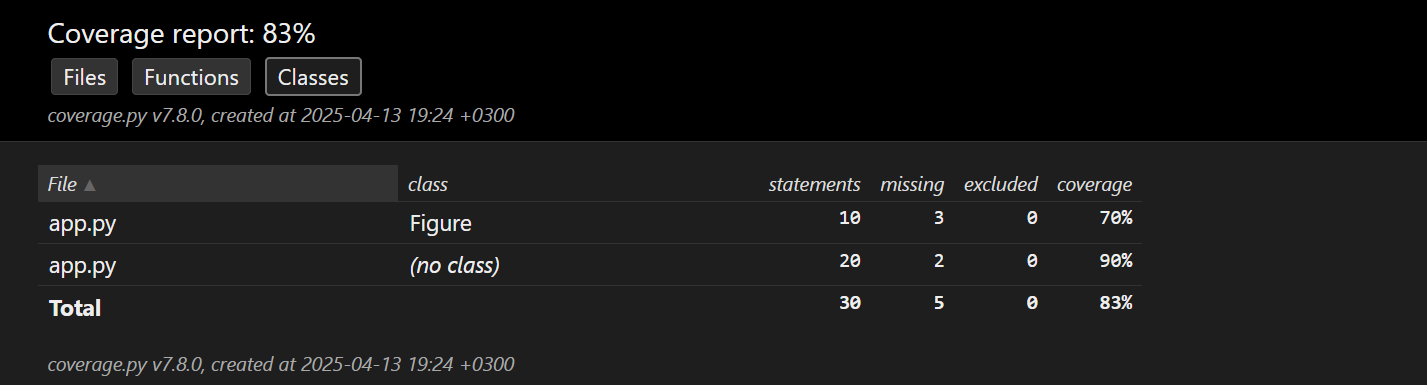 Coverage report: 83%
Files Functions Classes
coverage.py v7.8.0, created at 2025-04-13 19:24 +0300
File ▲ class statements missing excluded coverage
app.py Figure 10 3 0 70%
app.py (no class) 20 2 0 90%
Total 30 5 0 83%
coverage.py v7.8.0, created at 2025-04-13 19:24 +0300